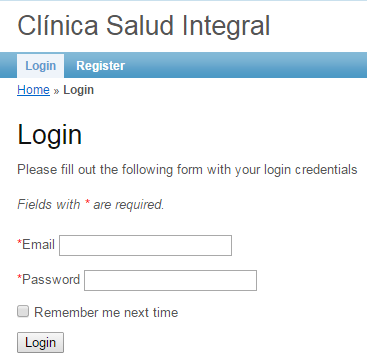 Clínica Salud Integral
Login Register
Home » Login
Login
Please fill out the following form with your login credentials
Fields with * are required.
*Email
*Password
Remember me next time
Login